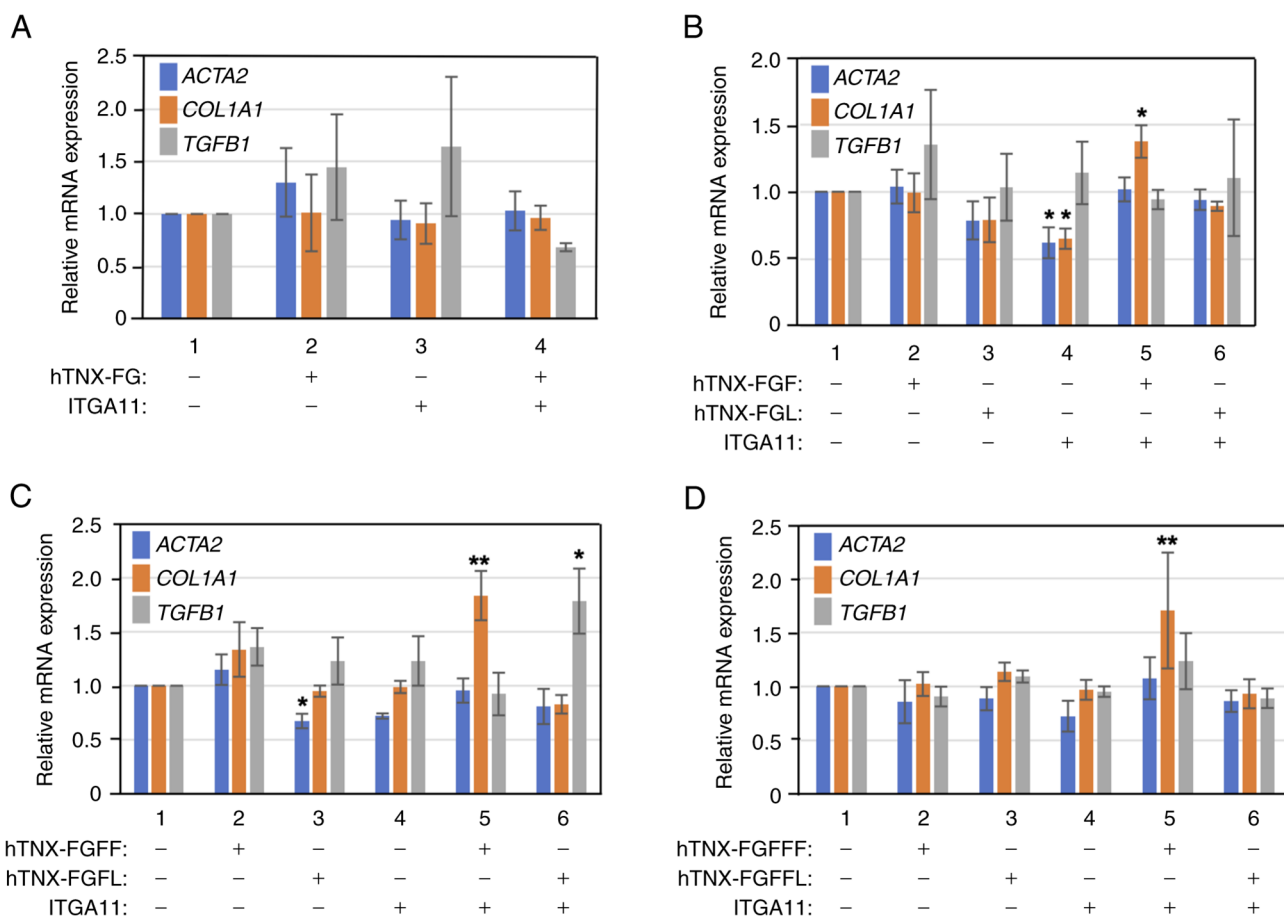 A
Relative mRNA expression
2.5
2.0
1.5
1.0
0.5
0
ACTA2
COL1A1
TGFB1
1 2 3 4
hTNX-FG: – + – +
ITGA11: – – + +
B
Relative mRNA expression
2.0
1.5
1.0
0.5
0
ACTA2
COL1A1
TGFB1
* * *
1 2 3 4 5 6
hTNX-FGF: – + – – + –
hTNX-FGL: – – + – – +
ITGA11: – – – + + +
C
Relative mRNA expression
2.5
2.0
1.5
1.0
0.5
0
ACTA2
COL1A1
TGFB1
* ** *
1 2 3 4 5 6
hTNX-FGFF: – + – – + –
hTNX-FGFL: – – + – – +
ITGA11: – – – + + +
D
Relative mRNA expression
2.5
2.0
1.5
1.0
0.5
0
ACTA2
COL1A1
TGFB1
**
1 2 3 4 5 6
hTNX-FGFFF: – + – – + –
hTNX-FGFFL: – – + – – +
ITGA11: – – – + + +